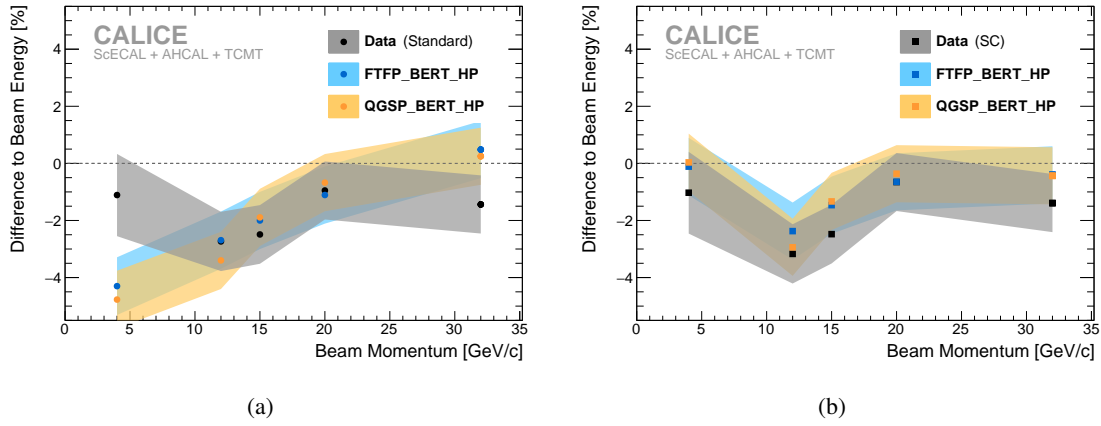 Difference to Beam Energy [%]
CALICE
ScECAL + AHCAL + TCMT
Data (Standard)
FTFP_BERT_HP
QGSP_BERT_HP
4
2
0
−2
−4
0 5 10 15 20 25 30 35
Beam Momentum [GeV/c]
(a)
Difference to Beam Energy [%]
CALICE
ScECAL + AHCAL + TCMT
Data (SC)
FTFP_BERT_HP
QGSP_BERT_HP
4
2
0
−2
−4
0 5 10 15 20 25 30 35
Beam Momentum [GeV/c]
(b)